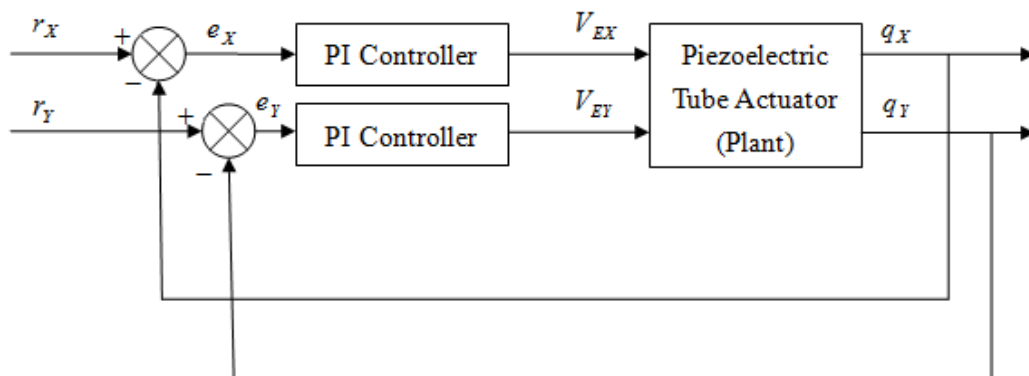 r_X
+
−
e_X
PI Controller
V_EX
Piezoelectric
Tube Actuator
(Plant)
q_X
r_Y
+
−
e_Y
PI Controller
V_EY
q_Y